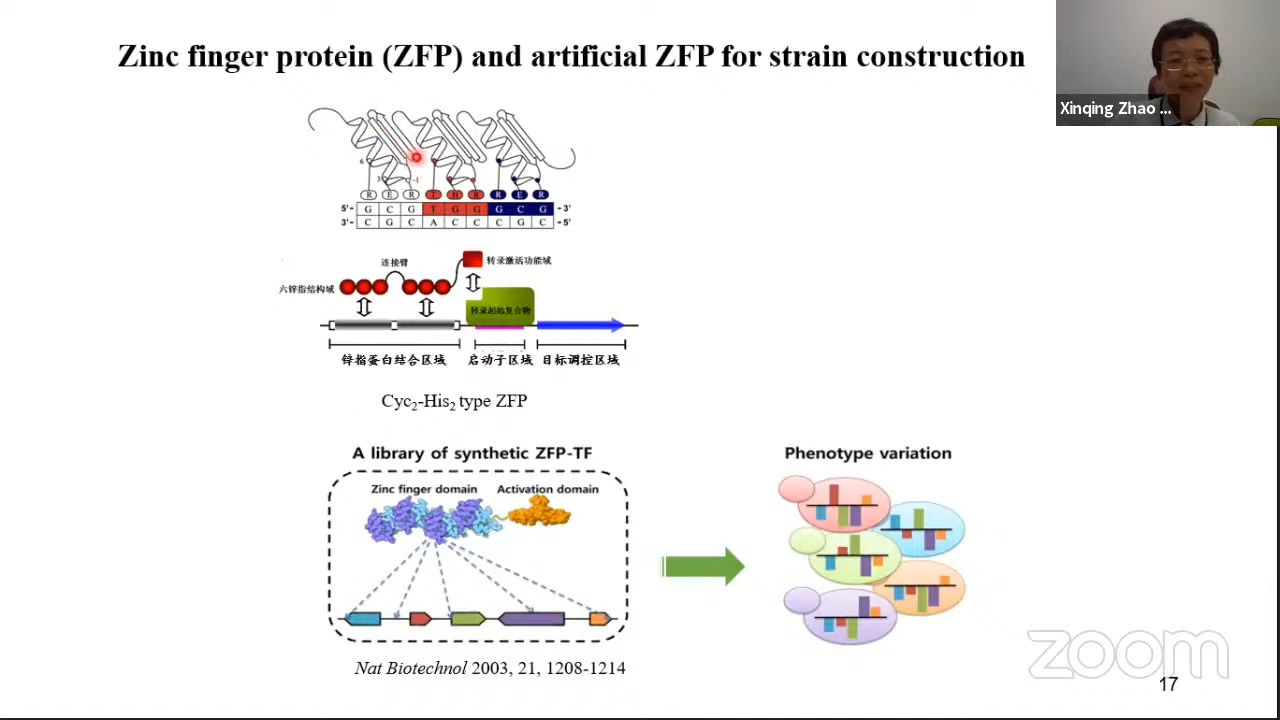 Zinc finger protein (ZFP) and artificial ZFP for strain construction
Xinqing Zhao ...
6
3
-1
R E R R E R
5'- G C G T G G G C G -3'
3'- C G C A C C C G C -5'
连接臂
转录激活功能域
六锌指结构域
转录起始复合物
锌指蛋白结合区域 启动子区域 目标调控区域
Cyc2-His2 type ZFP
A library of synthetic ZFP-TF
Phenotype variation
Zinc finger domain Activation domain
Nat Biotechnol 2003, 21, 1208-1214
zoom
17